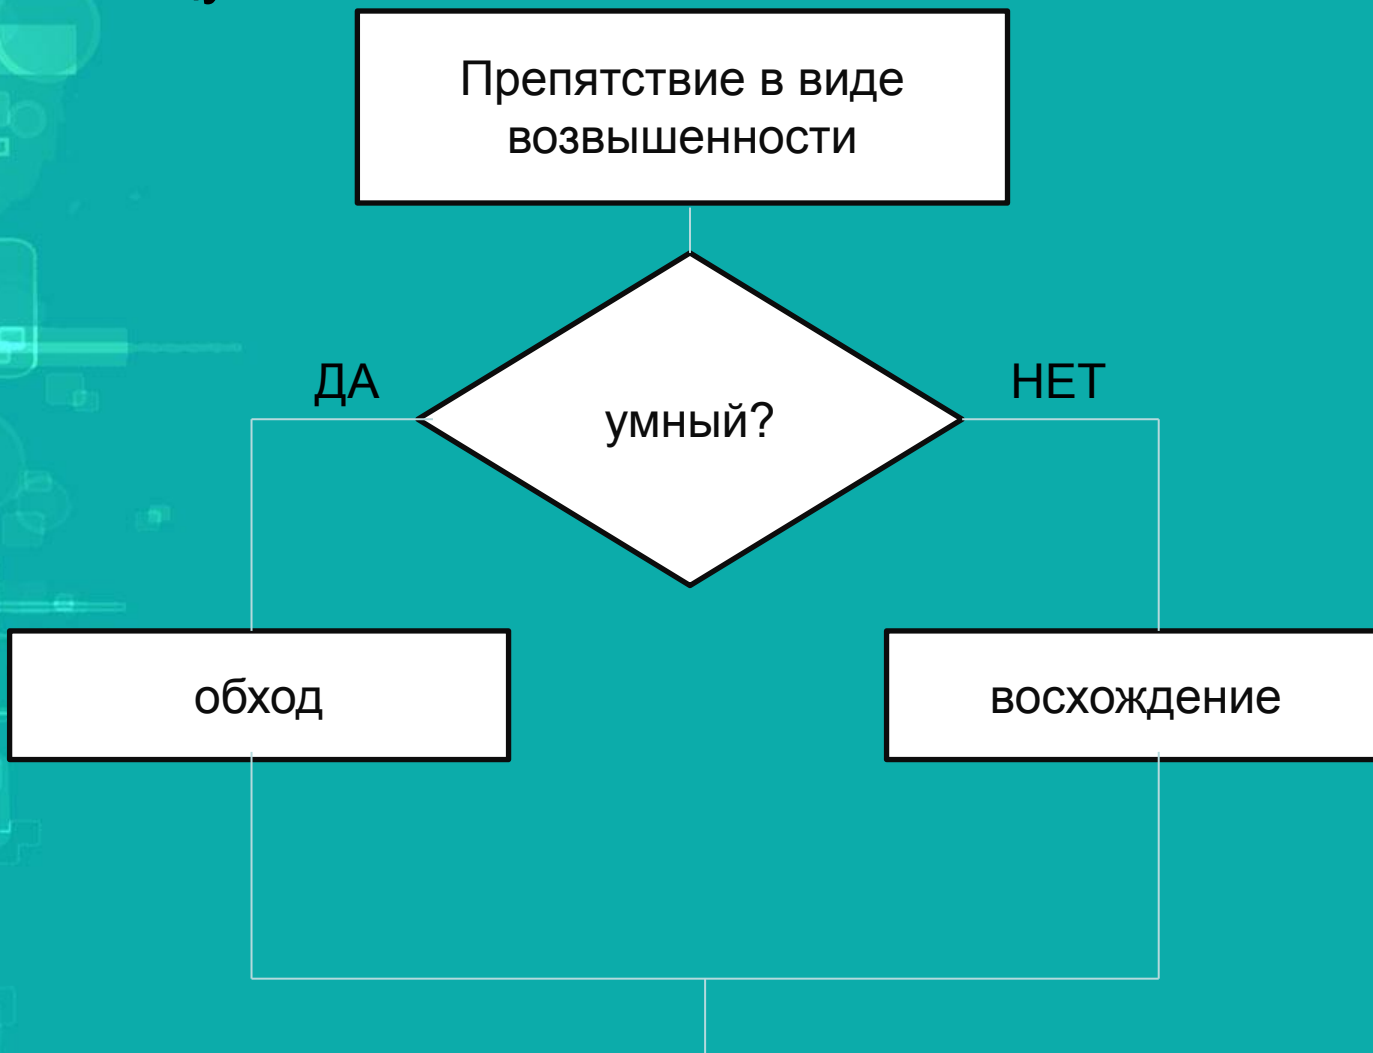 Препятствие в виде
возвышенности
ДА
НЕТ
умный?
обход
восхождение